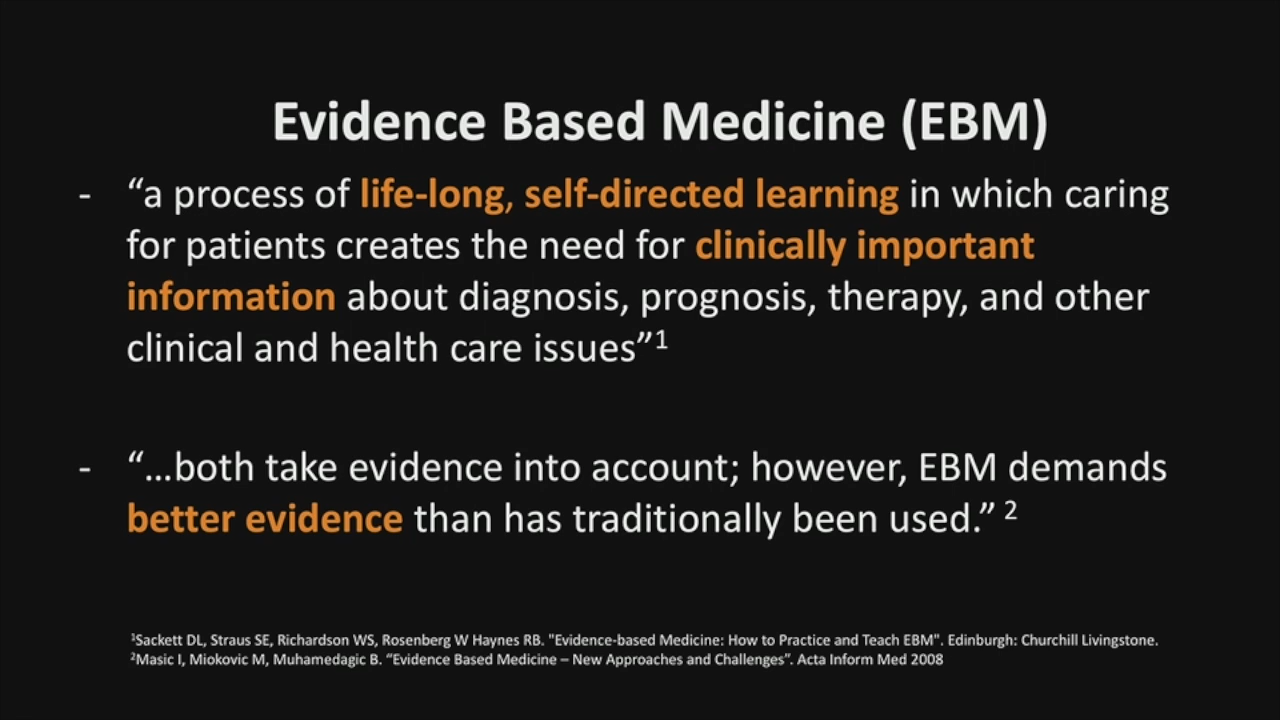 Evidence Based Medicine (EBM)
- “a process of life-long, self-directed learning in which caring
for patients creates the need for clinically important
information about diagnosis, prognosis, therapy, and other
clinical and health care issues”¹
- “…both take evidence into account; however, EBM demands
better evidence than has traditionally been used.” ²
¹Sackett DL, Straus SE, Richardson WS, Rosenberg W Haynes RB. "Evidence-based Medicine: How to Practice and Teach EBM". Edinburgh: Churchill Livingstone.
²Masic I, Miokovic M, Muhamedagic B. “Evidence Based Medicine – New Approaches and Challenges”. Acta Inform Med 2008